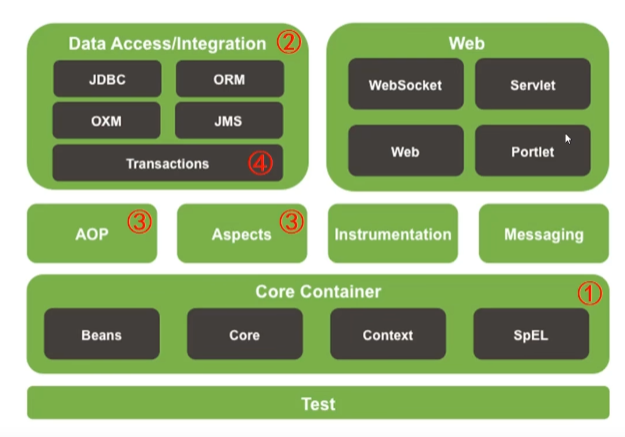 Data Access/Integration ②
JDBC
ORM
OXM
JMS
Transactions ④
Web
WebSocket
Servlet
Web
Portlet
AOP ③
Aspects ③
Instrumentation
Messaging
Core Container ①
Beans
Core
Context
SpEL
Test